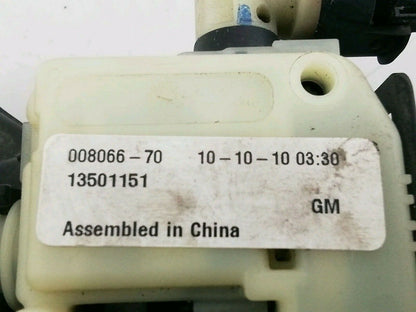 008066-70 10-10-10 03:30
13501151
GM
Assembled in China